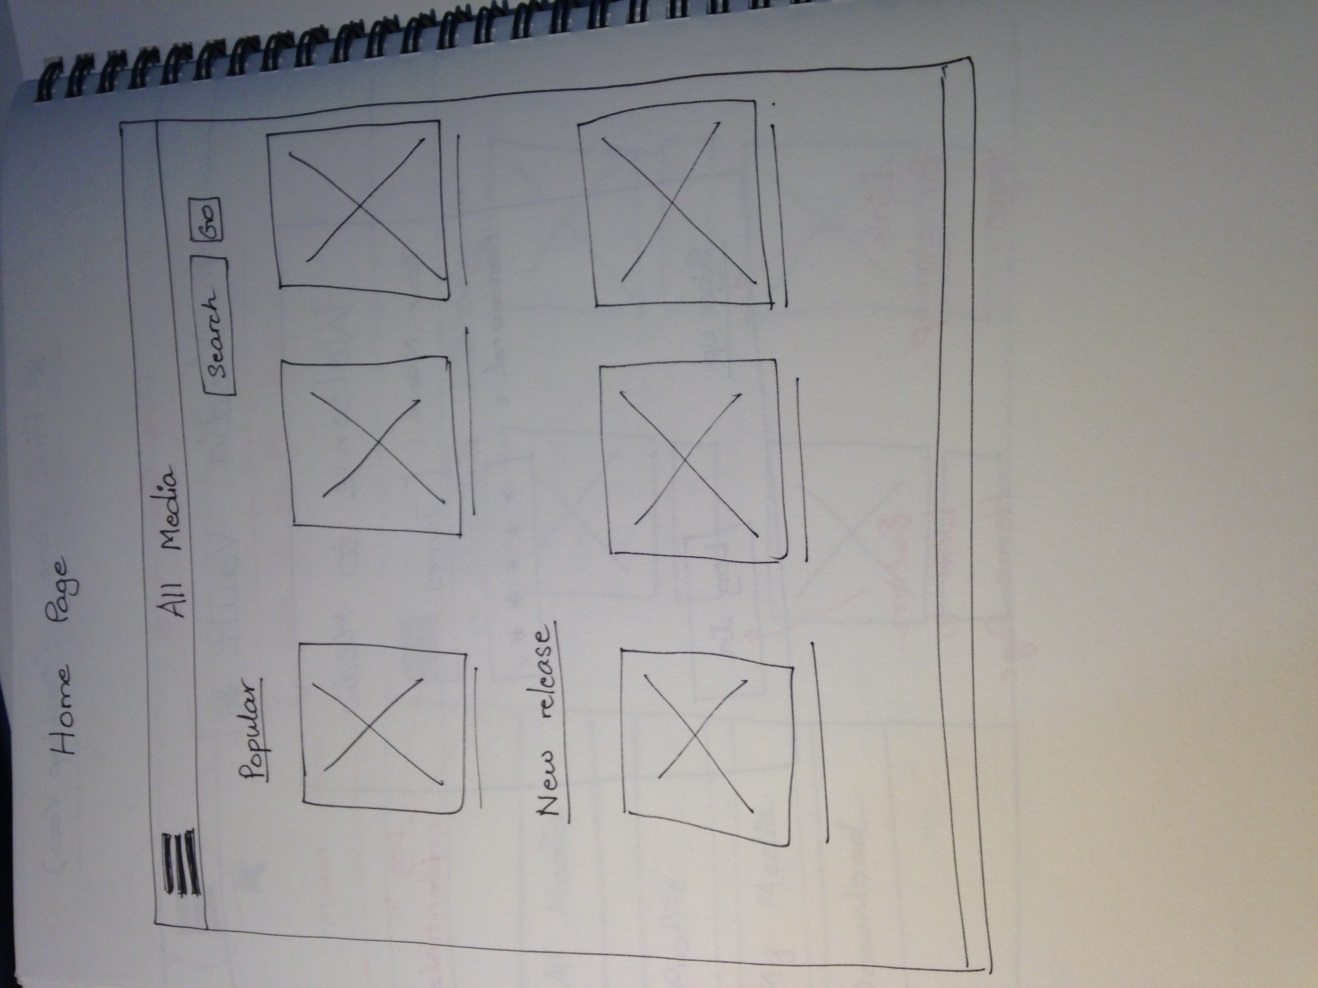 Home Page
All Media
Search Go
Popular
New release